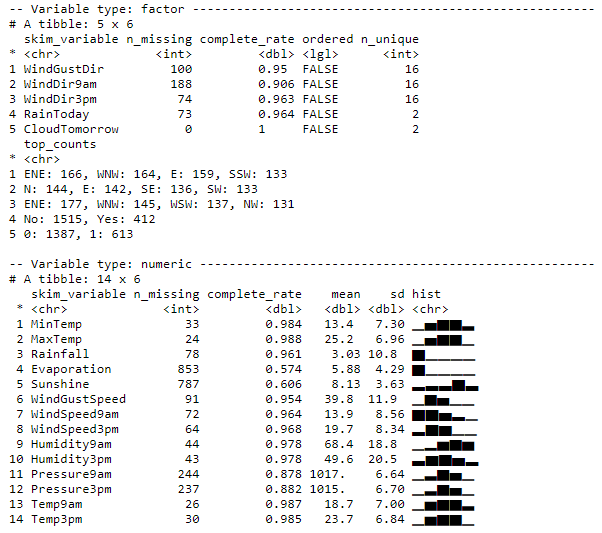 -- Variable type: factor --------------------------------------------------------
# A tibble: 5 x 6
  skim_variable n_missing complete_rate ordered n_unique
* <chr>             <int>         <dbl> <lgl>      <int>
1 WindGustDir         100         0.95  FALSE         16
2 WindDir9am          188         0.906 FALSE         16
3 WindDir3pm           74         0.963 FALSE         16
4 RainToday            73         0.964 FALSE          2
5 CloudTomorrow         0         1     FALSE          2
  top_counts
* <chr>
1 ENE: 166, WNW: 164, E: 159, SSW: 133
2 N: 144, E: 142, SE: 136, SW: 133
3 ENE: 177, WNW: 145, WSW: 137, NW: 131
4 No: 1515, Yes: 412
5 0: 1387, 1: 613
-- Variable type: numeric -------------------------------------------------------
# A tibble: 14 x 6
   skim_variable n_missing complete_rate    mean    sd hist
 * <chr>             <int>         <dbl>   <dbl> <dbl> <chr>
 1 MinTemp              33         0.984   13.4   7.30
 2 MaxTemp              24         0.988   25.2   6.96
 3 Rainfall             78         0.961    3.03 10.8
 4 Evaporation         853         0.574    5.88  4.29
 5 Sunshine            787         0.606    8.13  3.63
 6 WindGustSpeed        91         0.954   39.8  11.9
 7 WindSpeed9am         72         0.964   13.9   8.56
 8 WindSpeed3pm         64         0.968   19.7   8.34
 9 Humidity9am          44         0.978   68.4  18.8
10 Humidity3pm          43         0.978   49.6  20.5
11 Pressure9am         244         0.878 1017.    6.64
12 Pressure3pm         237         0.882 1015.    6.70
13 Temp9am              26         0.987   18.7   7.00
14 Temp3pm              30         0.985   23.7   6.84